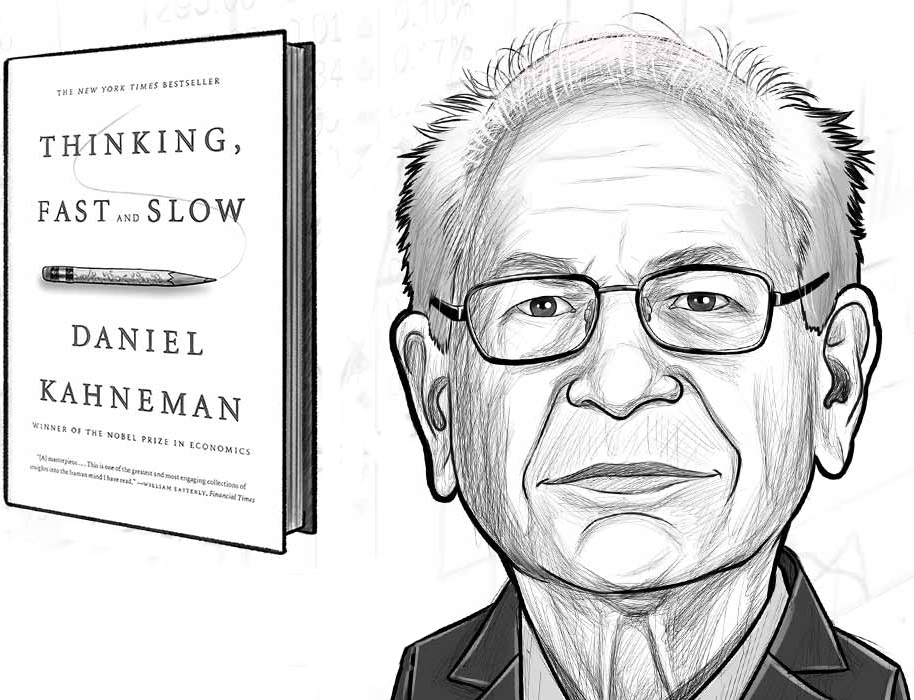 THE NEW YORK TIMES BESTSELLER
THINKING,
FAST AND SLOW
DANIEL
KAHNEMAN
WINNER OF THE NOBEL PRIZE IN ECONOMICS
"[A] masterpiece . . . This is one of the greatest and most engaging collections of
insights into the human mind I have read." —WILLIAM EASTERLY, Financial Times